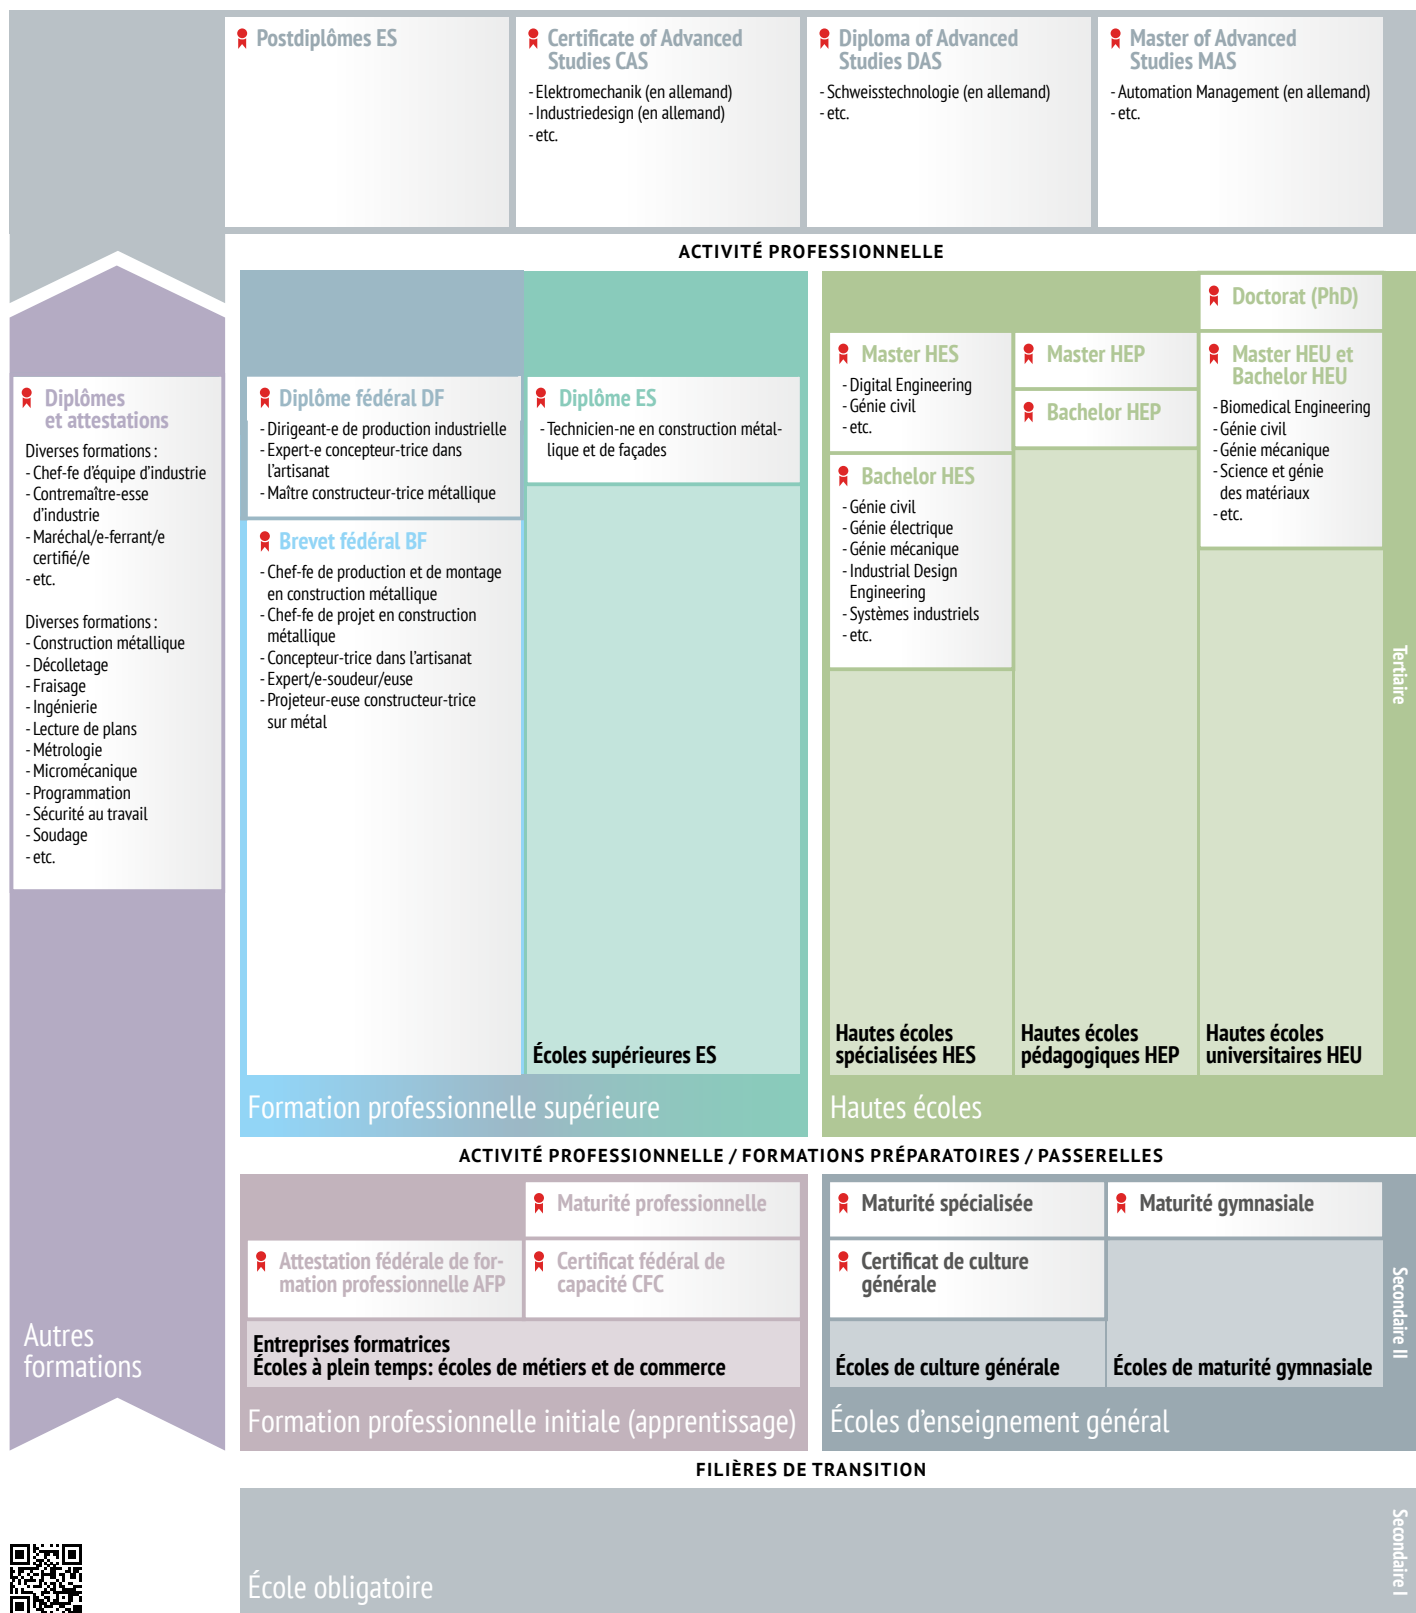 Postdiplômes ES
Certificate of Advanced
Studies CAS
- Elektromechanik (en allemand)
- Industriedesign (en allemand)
- etc.
Diploma of Advanced
Studies DAS
- Schweisstechnologie (en allemand)
- etc.
Master of Advanced
Studies MAS
- Automation Management (en allemand)
- etc.
ACTIVITÉ PROFESSIONNELLE
Diplômes
et attestations
Diverses formations :
- Chef-fe d'équipe d'industrie
- Contremaître-esse
d'industrie
- Maréchal/e-ferrant/e
certifié/e
- etc.
Diverses formations :
- Construction métallique
- Décolletage
- Fraisage
- Ingénierie
- Lecture de plans
- Métrologie
- Micromécanique
- Programmation
- Sécurité au travail
- Soudage
- etc.
Autres
formations
Diplôme fédéral DF
- Dirigeant-e de production industrielle
- Expert-e concepteur-trice dans
l'artisanat
- Maître constructeur-trice métallique
Brevet fédéral BF
- Chef-fe de production et de montage
en construction métallique
- Chef-fe de projet en construction
métallique
- Concepteur-trice dans l'artisanat
- Expert/e-soudeur/euse
- Projeteur-euse constructeur-trice
sur métal
Diplôme ES
- Technicien-ne en construction métal-
lique et de façades
Écoles supérieures ES
Formation professionnelle supérieure
Master HES
- Digital Engineering
- Génie civil
- etc.
Bachelor HES
- Génie civil
- Génie électrique
- Génie mécanique
- Industrial Design
Engineering
- Systèmes industriels
- etc.
Hautes écoles
spécialisées HES
Master HEP
Bachelor HEP
Hautes écoles
pédagogiques HEP
Doctorat (PhD)
Master HEU et
Bachelor HEU
- Biomedical Engineering
- Génie civil
- Génie mécanique
- Science et génie
des matériaux
- etc.
Hautes écoles
universitaires HEU
Hautes écoles
Tertiaire
ACTIVITÉ PROFESSIONNELLE / FORMATIONS PRÉPARATOIRES / PASSERELLES
Maturité professionnelle
Attestation fédérale de for-
mation professionnelle AFP
Certificat fédéral de
capacité CFC
Entreprises formatrices
Écoles à plein temps: écoles de métiers et de commerce
Formation professionnelle initiale (apprentissage)
Maturité spécialisée
Certificat de culture
générale
Écoles de culture générale
Maturité gymnasiale
Écoles de maturité gymnasiale
Écoles d'enseignement général
Secondaire II
FILIÈRES DE TRANSITION
École obligatoire
Secondaire I